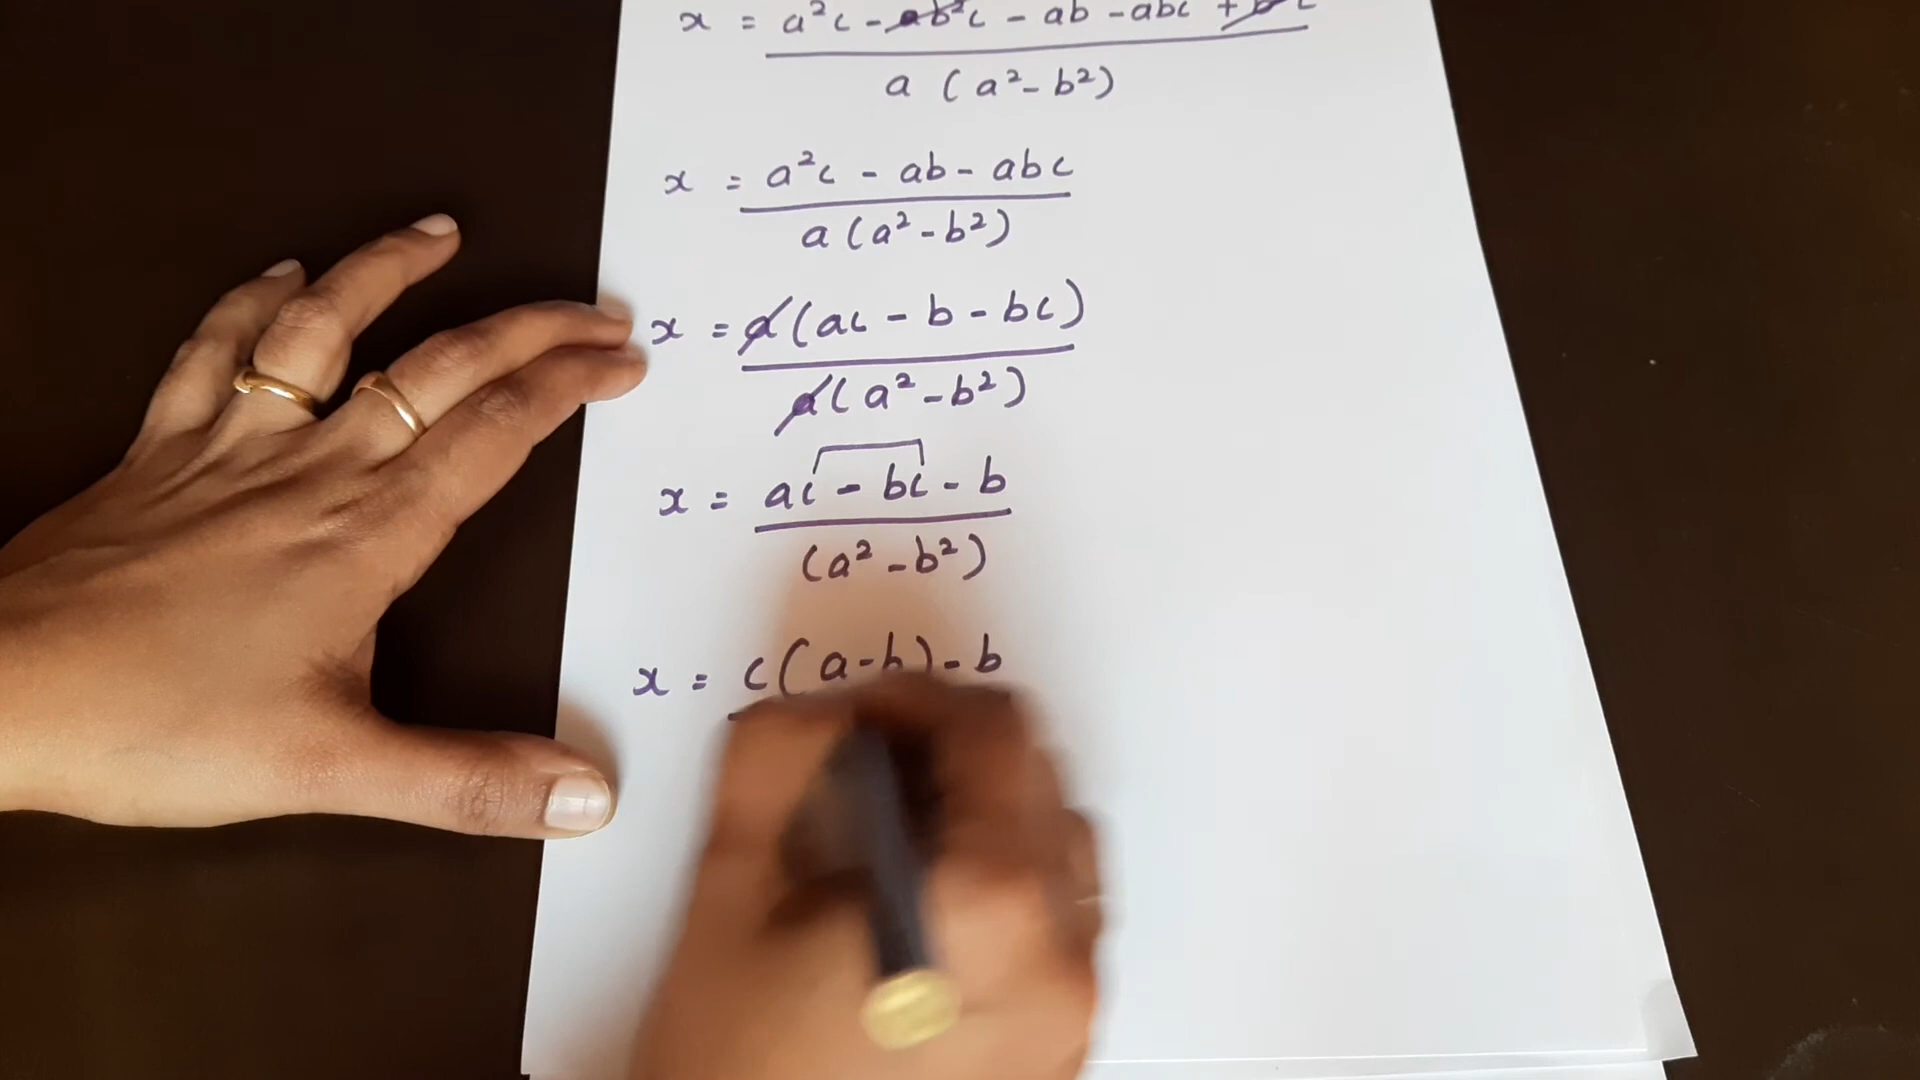 x = a²c - ab²c - ab - abc +
a (a² - b²)
x = a²c - ab - abc
a (a² - b²)
x = a(ac - b - bc)
a(a² - b²)
x = ac - bc - b
(a² - b²)
x = c(a-b) - b